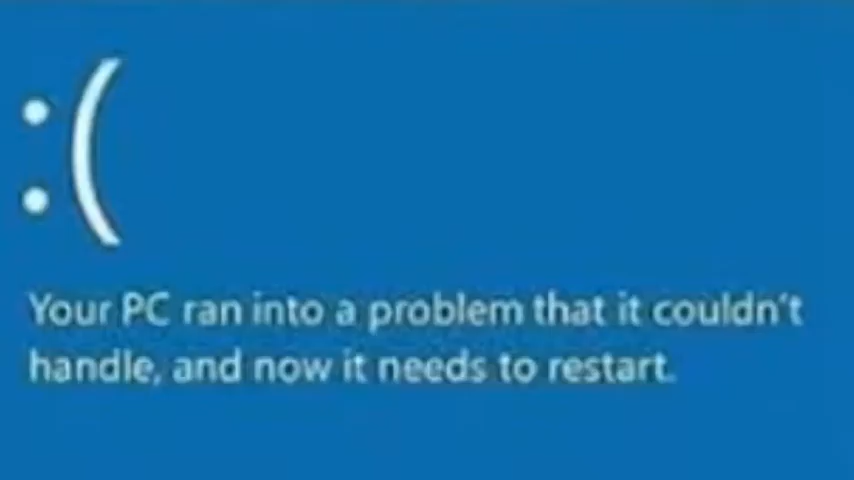 :(
Your PC ran into a problem that it couldn't
handle, and now it needs to restart.